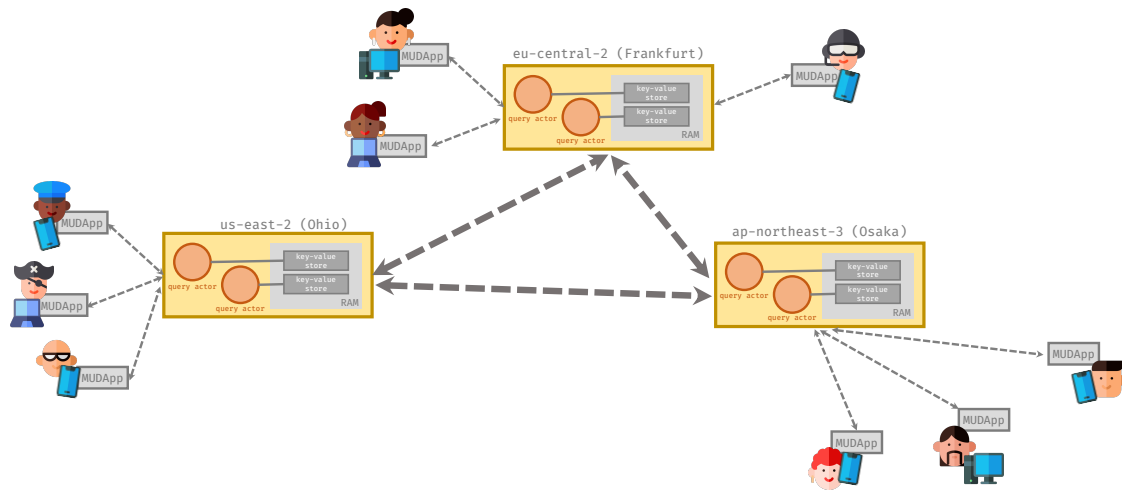 MUDApp
eu-central-2 (Frankfurt)
MUDApp
key-value
store
key-value
store
query actor
query actor
RAM
MUDApp
MUDApp
us-east-2 (Ohio)
key-value
store
key-value
store
query actor
query actor
RAM
MUDApp
MUDApp
ap-northeast-3 (Osaka)
key-value
store
key-value
store
query actor
query actor
RAM
MUDApp
MUDApp
MUDApp